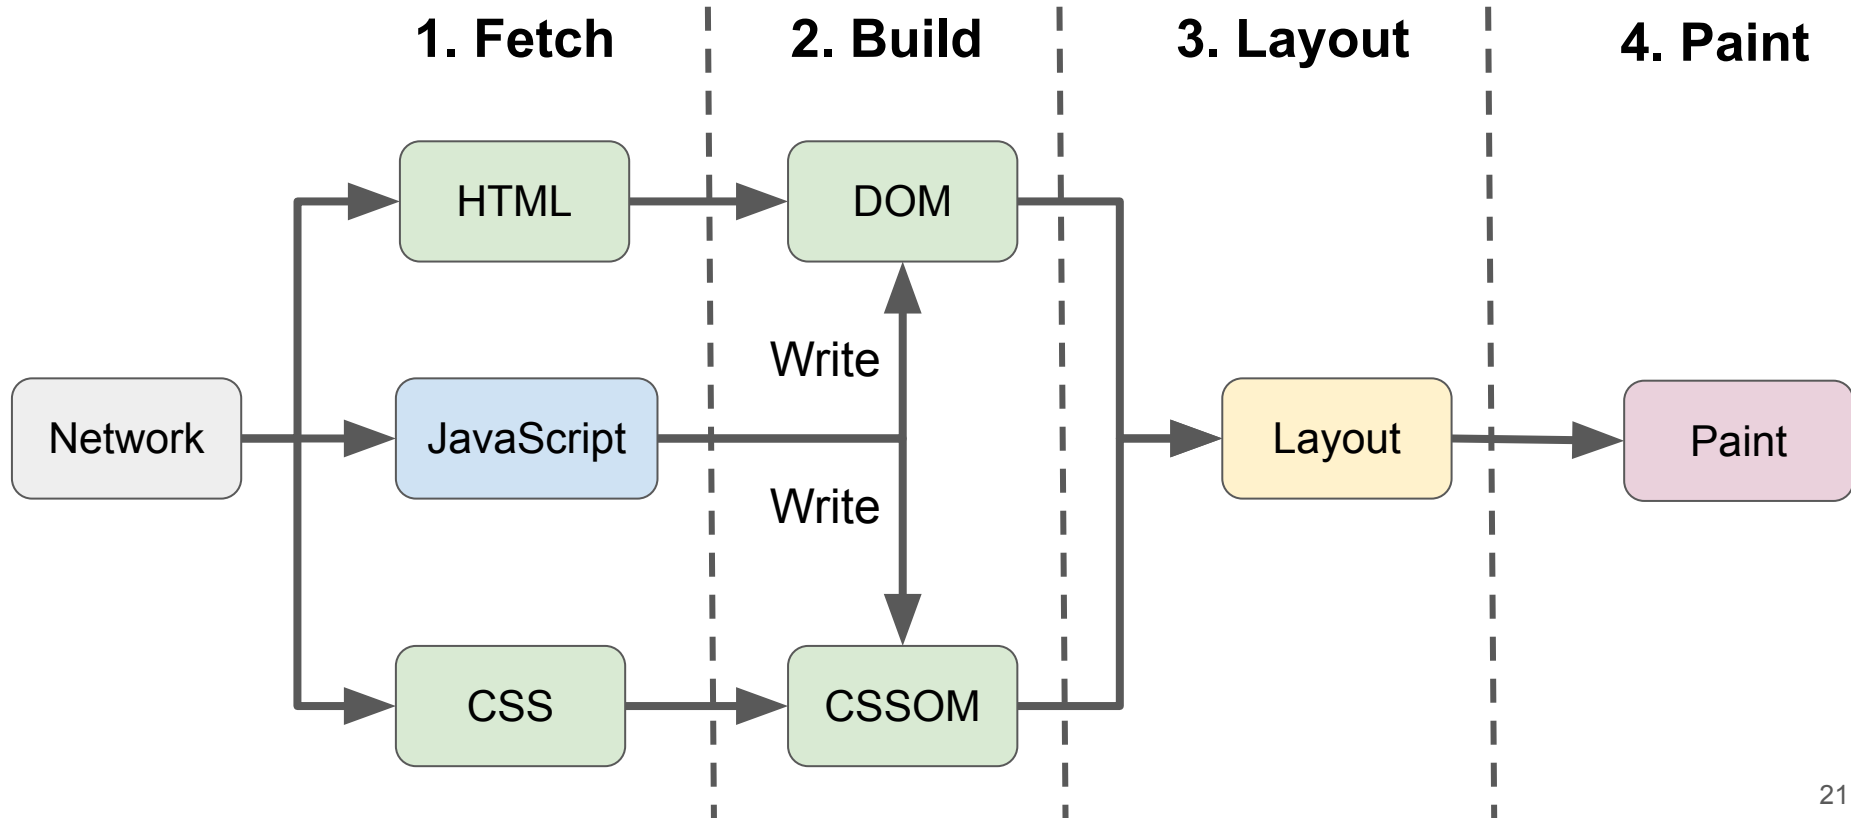 1. Fetch
2. Build
3. Layout
4. Paint
HTML
DOM
Write
Network
JavaScript
Layout
Paint
Write
CSS
CSSOM
21